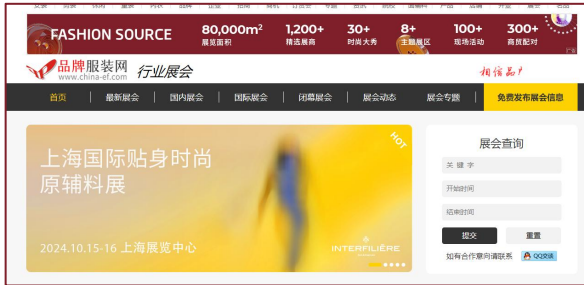 FASHION SOURCE
80,000m²
展览面积
1,200+
精选展商
30+
时尚大秀
8+
主题展区
100+
现场活动
300+
商贸配对
品牌服装网
www.china-ef.com
行业展会
首页
最新展会
国内展会
国际展会
闭幕展会
展会动态
展会专题
免费发布展会信息
HOT
上海国际贴身时尚
原辅料展
2024.10.15-16 上海展览中心
INTERFILIÈRE
展会查询
关 键 字
开始时间
结束时间
提交
重置
如有合作意向请联系
QQ交谈